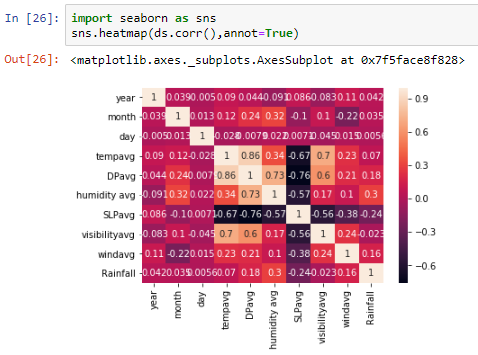 In [26]: import seaborn as sns
sns.heatmap(ds.corr(),annot=True)
Out[26]: <matplotlib.axes._subplots.AxesSubplot at 0x7f5face8f828>
year 1 0.039-0.005 0.09 0.044-0.091 0.086-0.083 0.11 0.042
month 0.039 1 0.013 0.12 0.24 0.32 -0.1 0.1 -0.22 0.035
day 0.005 0.013 1 -0.028 0.022 0.0071 0.045 0.015 0.0056
tempavg 0.09 0.12 -0.028 1 0.86 0.34 -0.67 0.7 0.23 0.07
DPavg 0.044 0.24 0.007 0.86 1 0.73 -0.76 0.6 0.21 0.18
humidity avg 0.091 0.32 0.022 0.34 0.73 1 -0.57 0.17 0.1 0.3
SLPavg 0.086 -0.1 0.007 -0.67 -0.76 -0.57 1 -0.56 -0.38 -0.24
visibilityavg -0.083 0.1 -0.045 0.7 0.6 0.17 -0.56 1 0.24 -0.023
windavg 0.11 -0.22 0.015 0.23 0.21 0.1 -0.38 0.24 1 0.16
Rainfall 0.042 0.035 0.0056 0.07 0.18 0.3 -0.24 0.023 0.16 1
year month day tempavg DPavg humidity avg SLPavg visibilityavg windavg Rainfall
0.9
0.6
0.3
0.0
-0.3
-0.6